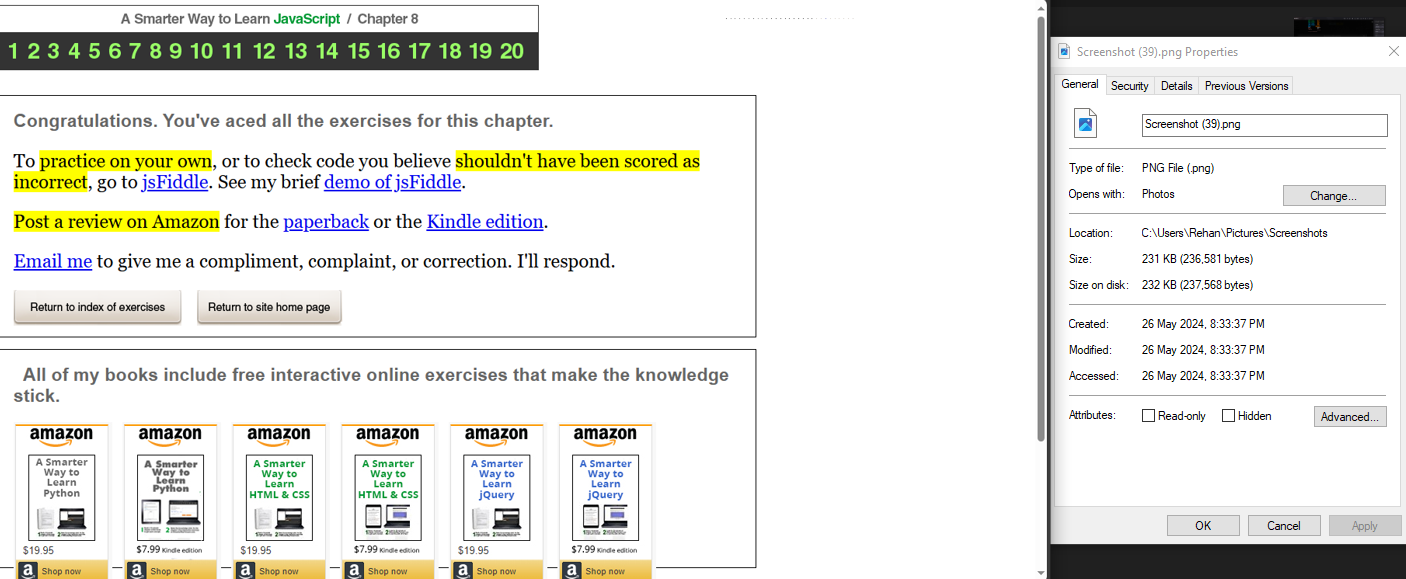 A Smarter Way to Learn JavaScript / Chapter 8
1 2 3 4 5 6 7 8 9 10 11 12 13 14 15 16 17 18 19 20
Congratulations. You've aced all the exercises for this chapter.
To practice on your own, or to check code you believe shouldn't have been scored as
incorrect, go to jsFiddle. See my brief demo of jsFiddle.
Post a review on Amazon for the paperback or the Kindle edition.
Email me to give me a compliment, complaint, or correction. I'll respond.
Return to index of exercises Return to site home page
All of my books include free interactive online exercises that make the knowledge
stick.
amazon
A Smarter
Way to
Learn
Python
$19.95
a Shop now
amazon
A Smarter
Way to
Learn
Python
$7.99 Kindle edition
a Shop now
amazon
A Smarter
Way to
Learn
HTML & CSS
$19.95
a Shop now
amazon
A Smarter
Way to
Learn
HTML & CSS
$7.99 Kindle edition
a Shop now
amazon
A Smarter
Way to
Learn
jQuery
$19.95
a Shop now
amazon
A Smarter
Way to
Learn
jQuery
$7.99 Kindle edition
a Shop now
Screenshot (39).png Properties
General Security Details Previous Versions
Screenshot (39).png
Type of file: PNG File (.png)
Opens with: Photos Change...
Location: C:\Users\Rehan\Pictures\Screenshots
Size: 231 KB (236,581 bytes)
Size on disk: 232 KB (237,568 bytes)
Created: 26 May 2024, 8:33:37 PM
Modified: 26 May 2024, 8:33:37 PM
Accessed: 26 May 2024, 8:33:37 PM
Attributes: Read-only Hidden Advanced...
OK Cancel Apply